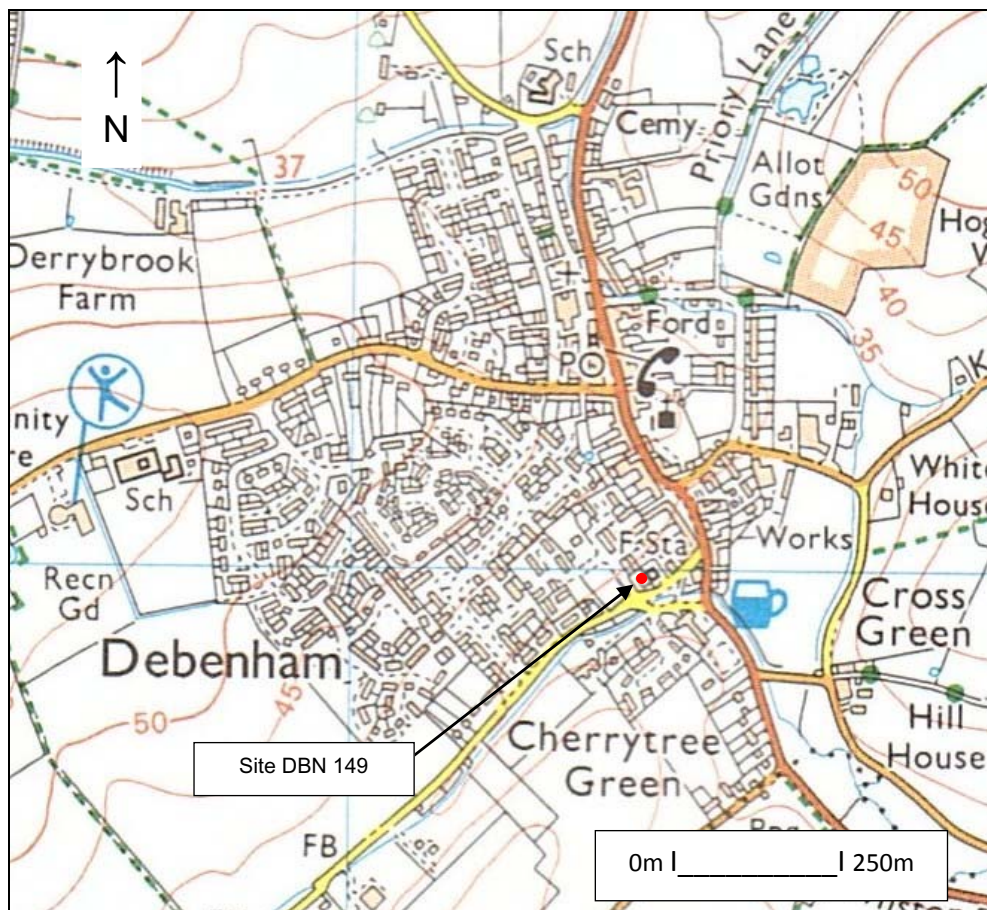 ↑
N
Sch
Cemy
Priory Lane
Allot
Gdns
37
50
45
40
35
Derrybrook
Farm
Ford
PO
Sch
Recn
Gd
White
House
F Sta
Works
Cross
Green
Debenham
50
45
Hill
House
Site DBN 149
Cherrytree
Green
FB
0m I_____________I 250m